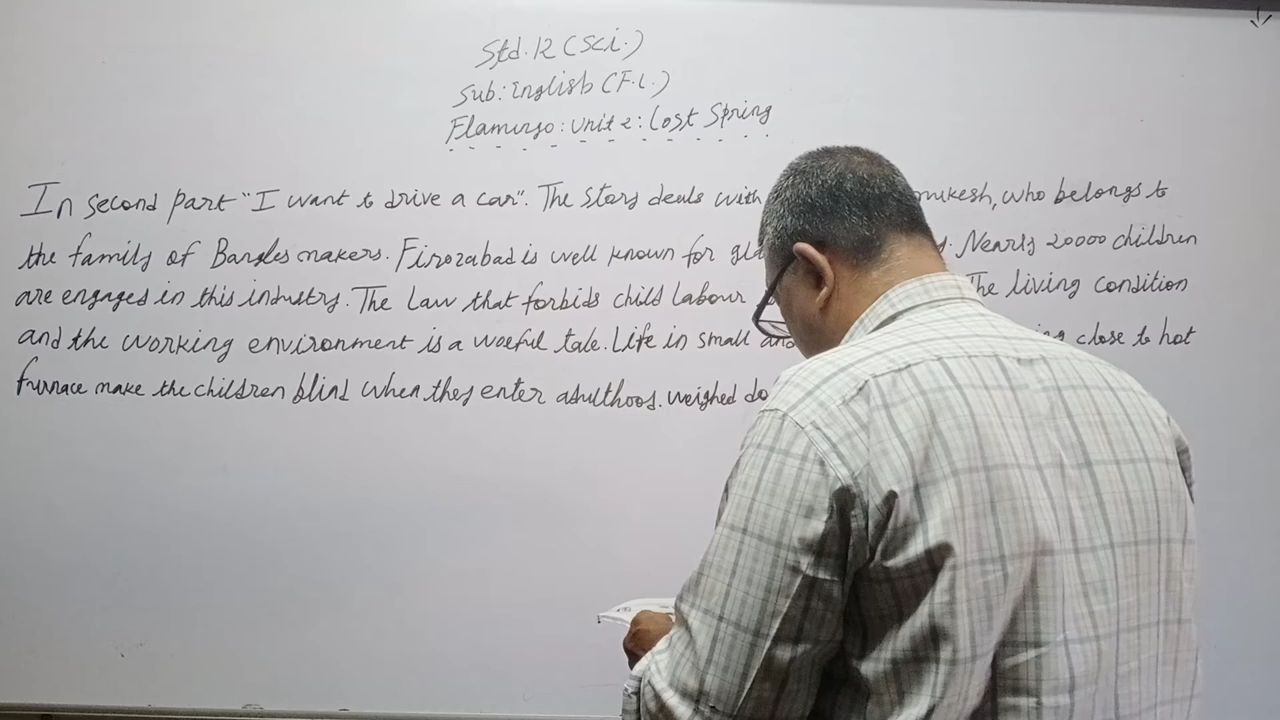 Std. 12 (Sci.)
Sub: English (F.L.)
Flamingo: Unit 2: Lost Spring
In second part "I want to drive a car". The story deals with mukesh, who belongs to
the family of Bangles makers. Firozabad is well known for Nearly 20000 children
are engaged in this industry. The Law that forbids child Labour The living condition
and the working environment is a woeful tale. Life in small and close to hot
furnace make the children blind when they enter adulthood. weighed